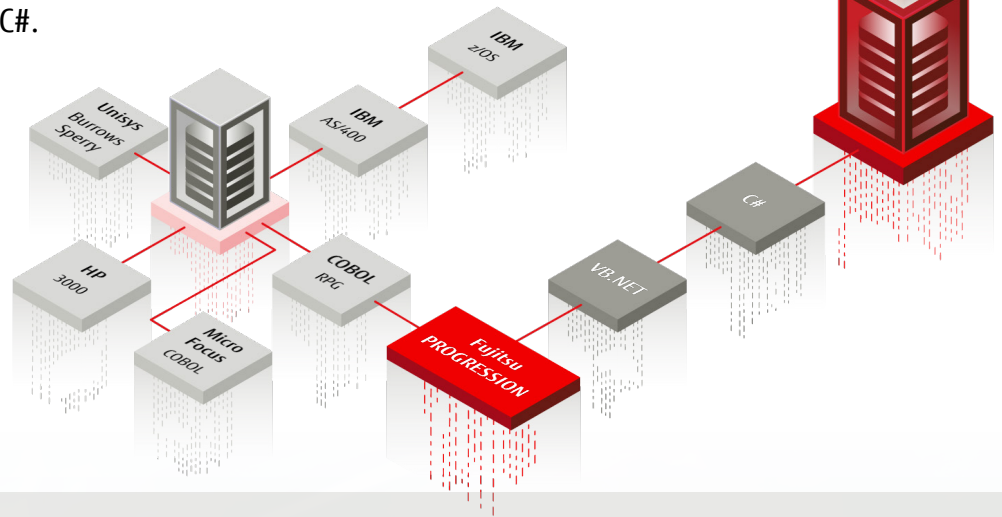 C#.
IBM
z/OS
Unisys
Burrows
Sperry
IBM
AS/400
C#
HP
3000
COBOL
RPG
VB.NET
Micro
Focus
COBOL
Fujitsu
PROGRESSION